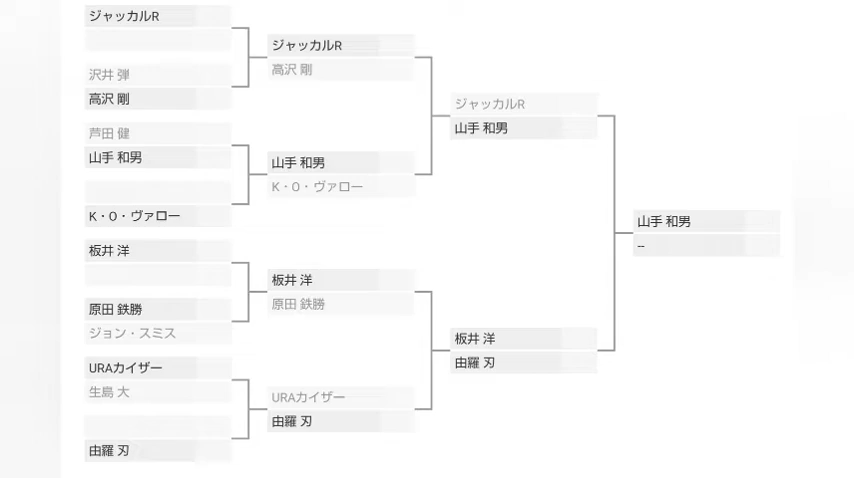 ジャッカルR
沢井 弾
高沢 剛
芦田 健
山手 和男
K・O・ヴァロー
板井 洋
原田 鉄勝
ジョン・スミス
URAカイザー
生島 大
由羅 刃
ジャッカルR
高沢 剛
山手 和男
K・O・ヴァロー
板井 洋
原田 鉄勝
URAカイザー
由羅 刃
ジャッカルR
山手 和男
板井 洋
由羅 刃
山手 和男
--